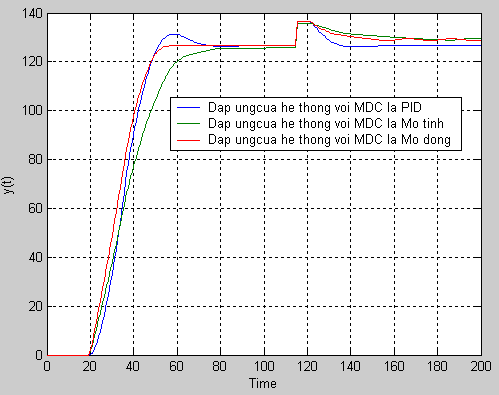 140
120
100
80
60
40
20
0
y(t)
Dap ungcua he thong voi MDC la PID
Dap ungcua he thong voi MDC la Mo tinh
Dap ungcua he thong voi MDC la Mo dong
0 20 40 60 80 100 120 140 160 180 200
Time